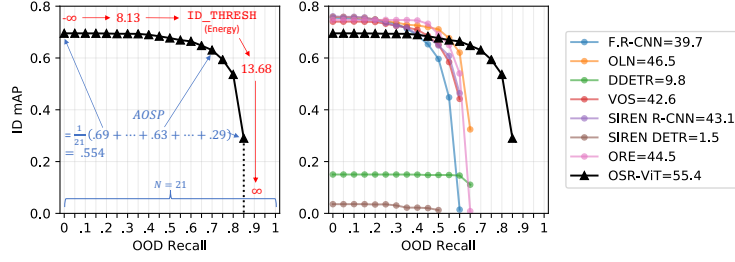 -∞ → 8.13 → ID_THRESH
(Energy)
13.68
∞
AOSP
= 1/21(.69 + ⋯ + .63 + ⋯ + .29)
= .554
N = 21
ID mAP
0.8
0.6
0.4
0.2
0.0
0 .1 .2 .3 .4 .5 .6 .7 .8 .9 1
OOD Recall
0.8
0.6
0.4
0.2
0.0
0 .1 .2 .3 .4 .5 .6 .7 .8 .9 1
OOD Recall
F.R-CNN=39.7
OLN=46.5
DDETR=9.8
VOS=42.6
SIREN R-CNN=43.1
SIREN DETR=1.5
ORE=44.5
OSR-ViT=55.4